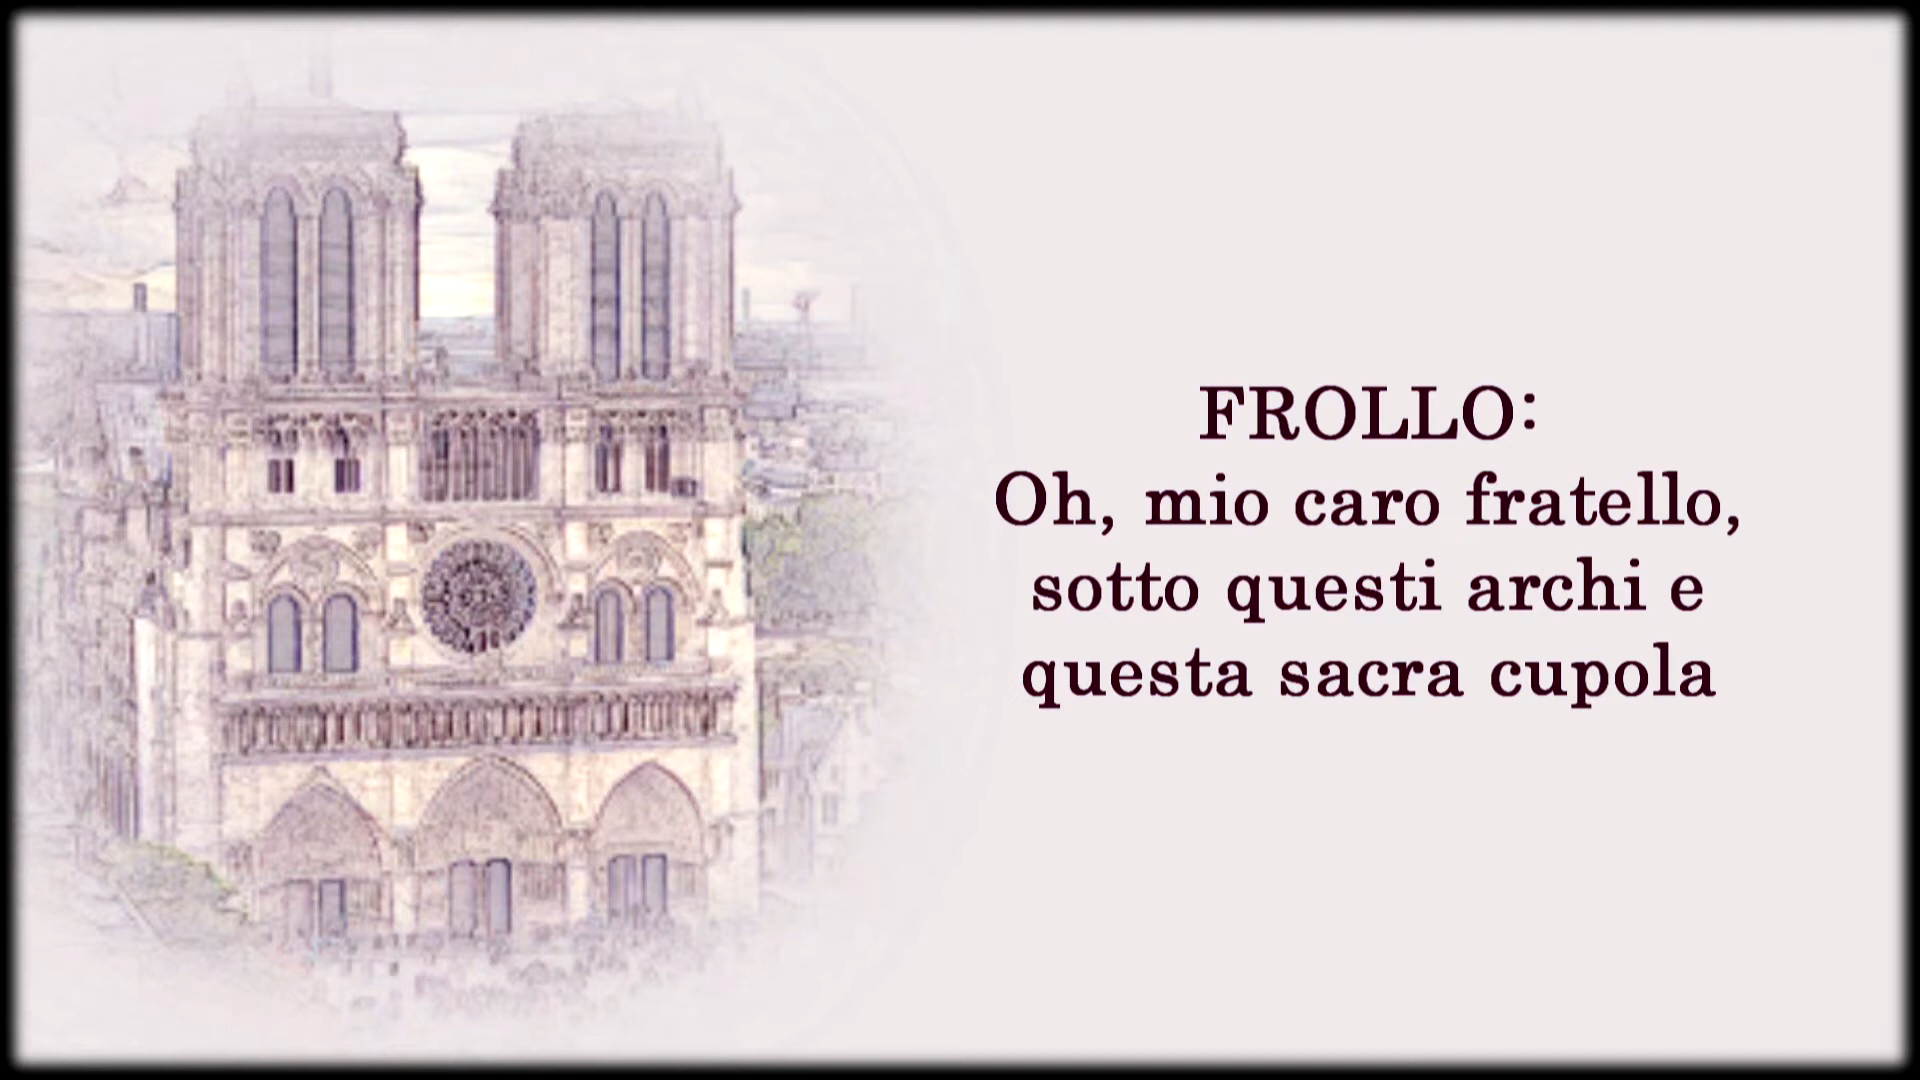 FROLLO:
Oh, mio caro fratello,
sotto questi archi e
questa sacra cupola